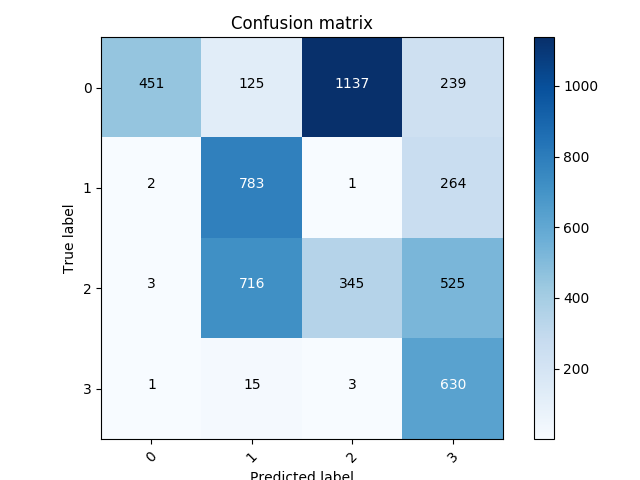 Confusion matrix
0 451 125 1137 239
1 2 783 1 264
2 3 716 345 525
3 1 15 3 630
0 1 2 3
True label
Predicted label
1000
800
600
400
200